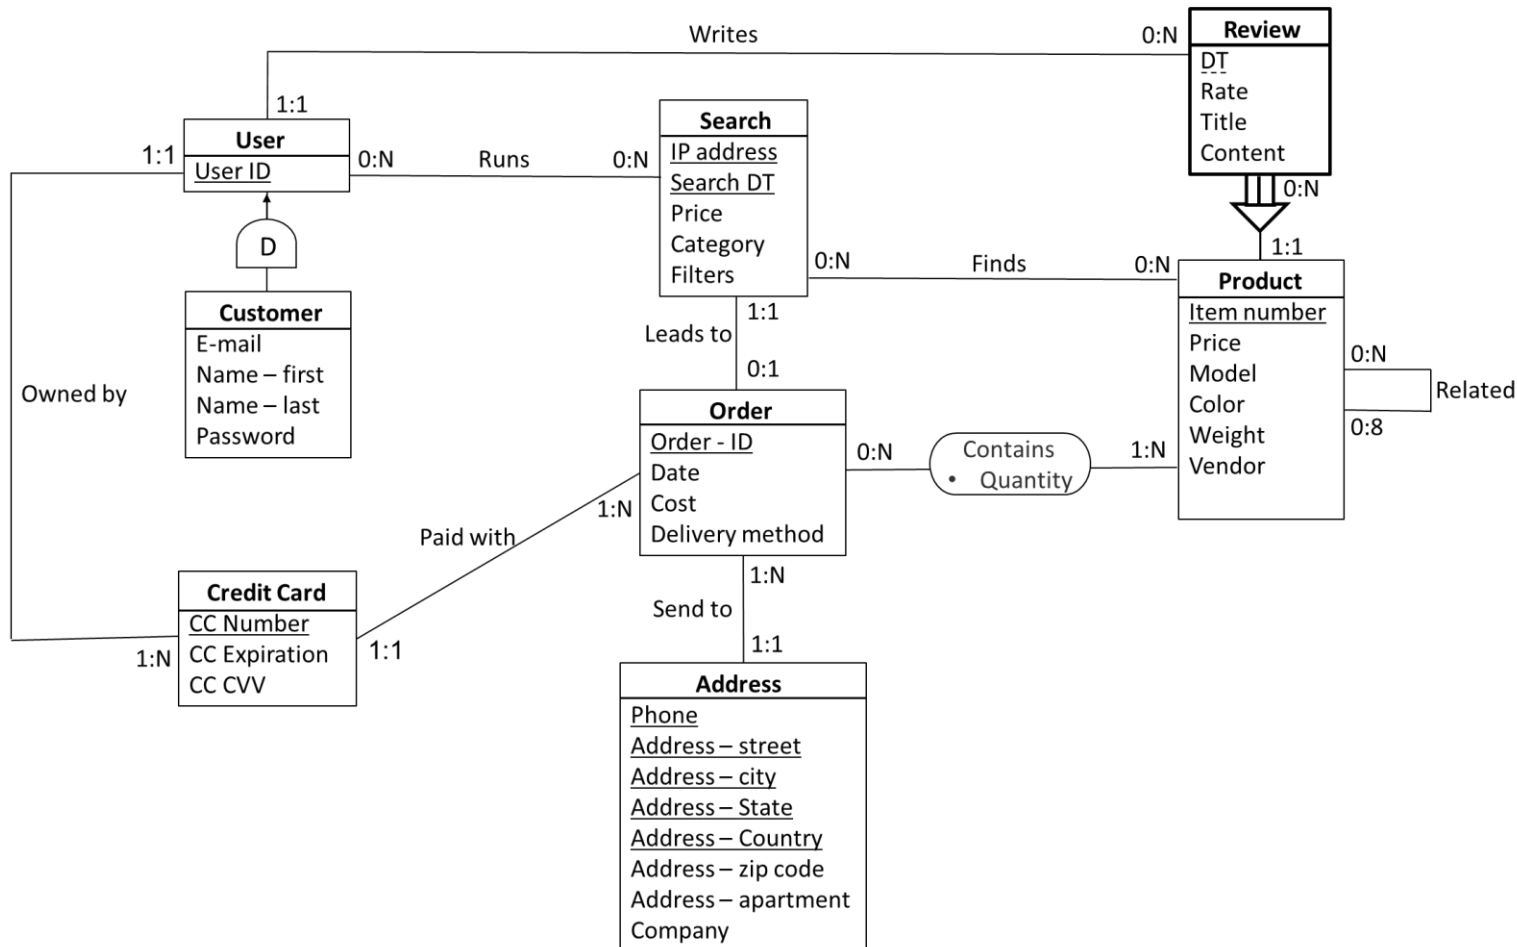 Writes
0:N
Review
DT
Rate
Title
Content
0:N
1:1
1:1
User
User ID
1:1
0:N
Runs
0:N
Search
IP address
Search DT
Price
Category
Filters
0:N
Finds
0:N
1:1
Leads to
0:1
D
Customer
E-mail
Name – first
Name – last
Password
Owned by
Product
Item number
Price
Model
Color
Weight
Vendor
0:N
Related
0:8
Order
Order - ID
Date
Cost
Delivery method
0:N
Contains
• Quantity
1:N
1:N
Paid with
1:1
Credit Card
CC Number
CC Expiration
CC CVV
1:N
1:N
Send to
1:1
Address
Phone
Address – street
Address – city
Address – State
Address – Country
Address – zip code
Address – apartment
Company